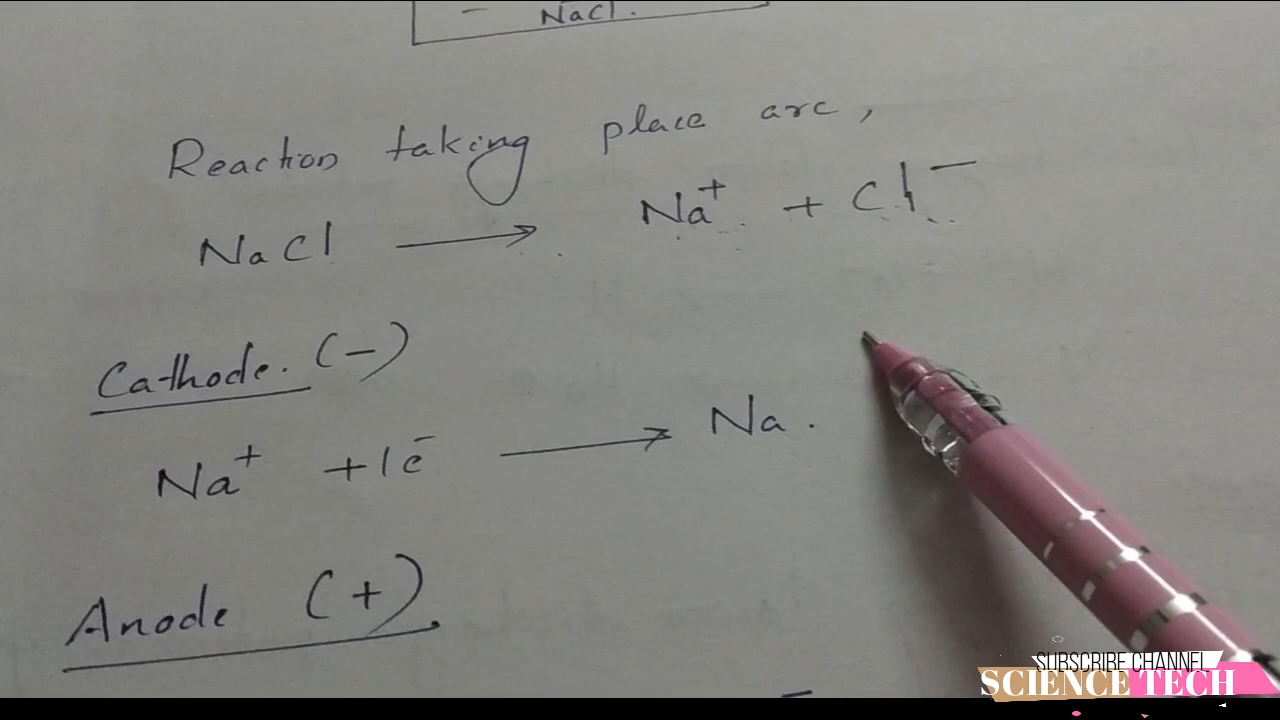 NaCl.
Reaction taking place are,
NaCl → Na⁺ + Cl⁻
Cathode. (-)
Na⁺ + 1e⁻ → Na.
Anode (+).
SUBSCRIBE CHANNEL
SCIENCE TECH